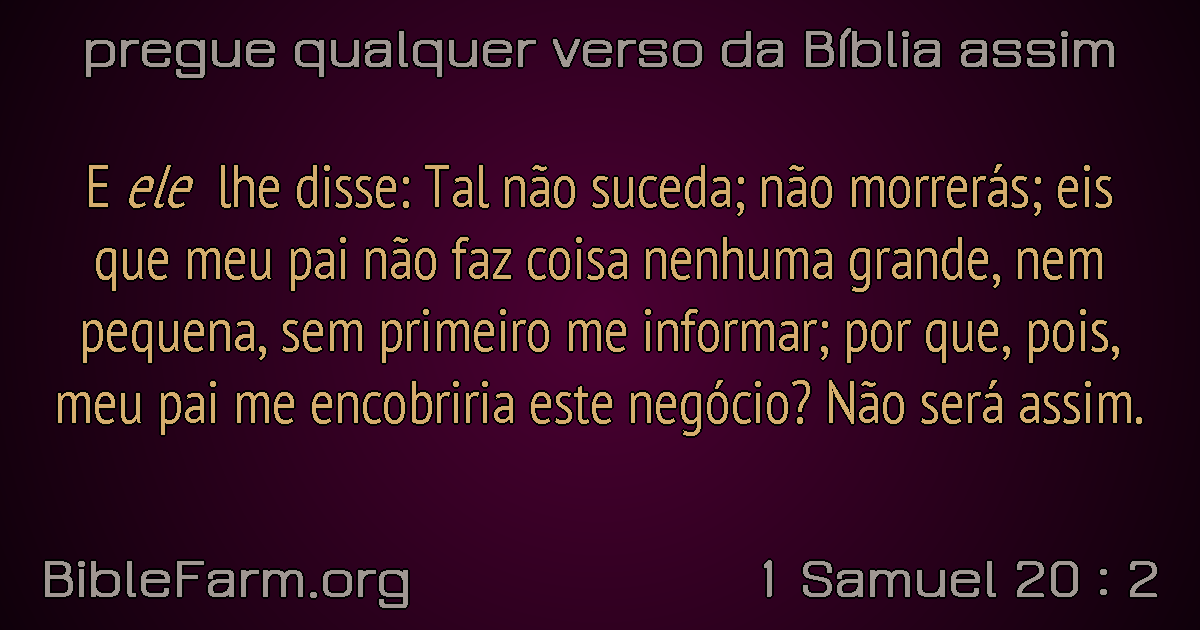 pregue qualquer verso da Bíblia assim
E ele lhe disse: Tal não suceda; não morrerás; eis
que meu pai não faz coisa nenhuma grande, nem
pequena, sem primeiro me informar; por que, pois,
meu pai me encobriria este negócio? Não será assim.
BibleFarm.org
1 Samuel 20 : 2